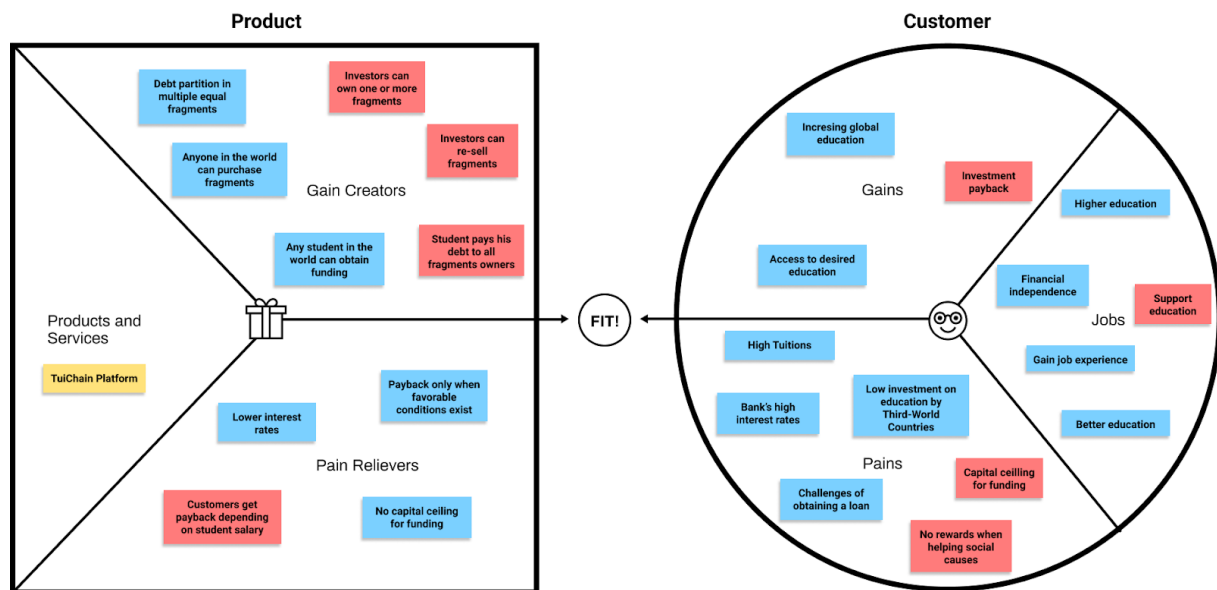 Product
Debt partition in
multiple equal
fragments
Investors can
own one or more
fragments
Investors can
re-sell
fragments
Anyone in the world
can purchase
fragments
Gain Creators
Any student in the
world can obtain
funding
Student pays his
debt to all
fragments owners
Products and
Services
TuiChain Platform
Payback only when
favorable
conditions exist
Lower interest
rates
Pain Relievers
Customers get
payback depending
on student salary
No capital ceiling
for funding
FIT!
Customer
Incresing global
education
Gains
Investment
payback
Access to desired
education
Higher education
Financial
independence
Support
education
Jobs
Gain job experience
Better education
High Tuitions
Bank's high
interest rates
Low investment on
education by
Third-World
Countries
Pains
Capital ceilling
for funding
Challenges of
obtaining a loan
No rewards when
helping social
causes